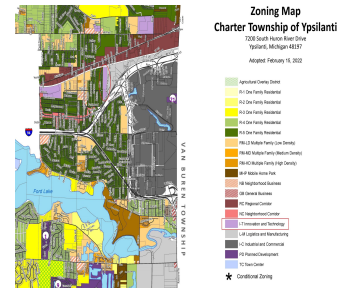 Zoning Map
Charter Township of Ypsilanti
7200 South Huron River Drive
Ypsilanti, Michigan 48197
Adopted: February 15, 2022
Agricultural Overlay District
R-1 One Family Residential
R-2 One Family Residential
R-3 One Family Residential
R-4 One Family Residential
R-5 One Family Residential
RM-LD Multiple Family (Low Density)
RM-MD Multiple Family (Medium Density)
RM-HD Multiple Family (High Density)
MHP Mobile Home Park
NB Neighborhood Business
GB General Business
RC Regional Corridor
NC Neighborhood Corridor
I-T Innovation and Technology
L-M Logistics and Manufacturing
I-C Industrial and Commercial
PD Planned Development
TC Town Center
Conditional Zoning
Ford Lake
VAN BUREN TOWNSHIP